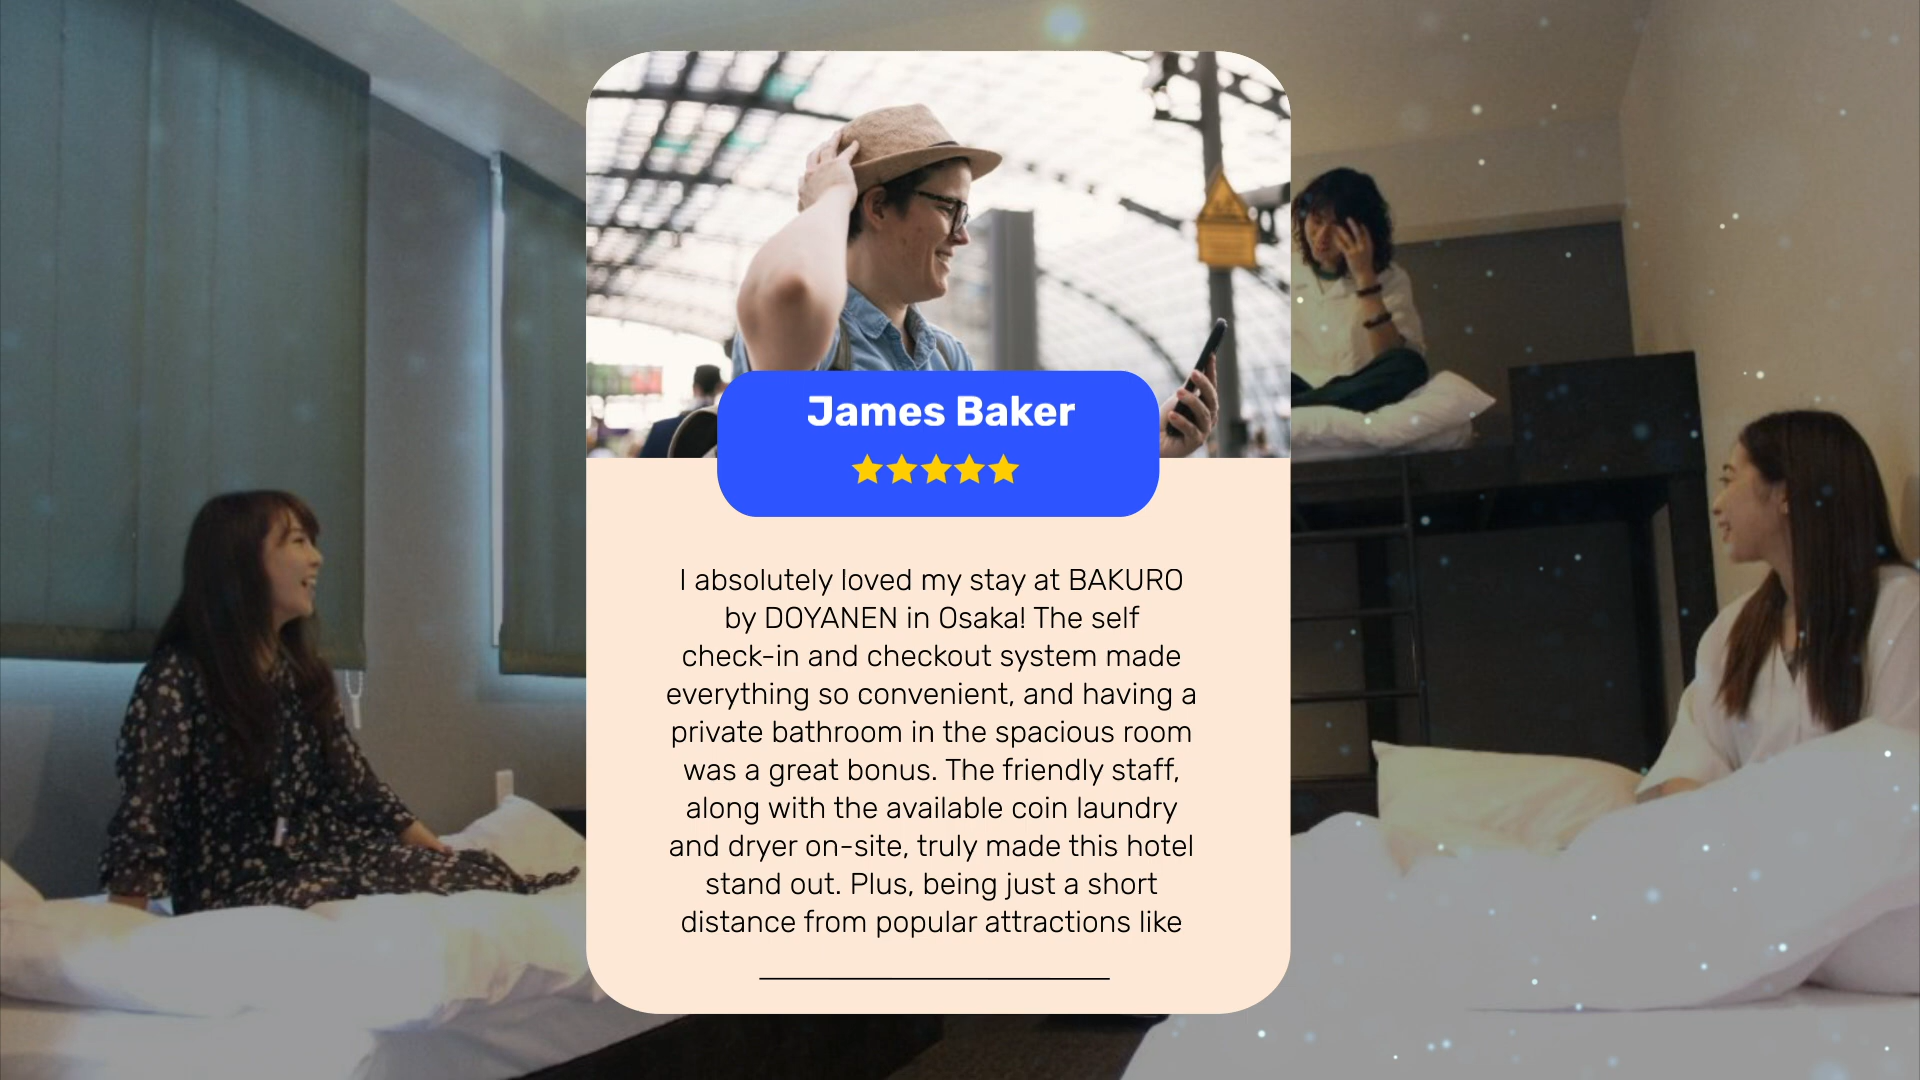 James Baker
I absolutely loved my stay at BAKURO
by DOYANEN in Osaka! The self
check-in and checkout system made
everything so convenient, and having a
private bathroom in the spacious room
was a great bonus. The friendly staff,
along with the available coin laundry
and dryer on-site, truly made this hotel
stand out. Plus, being just a short
distance from popular attractions like